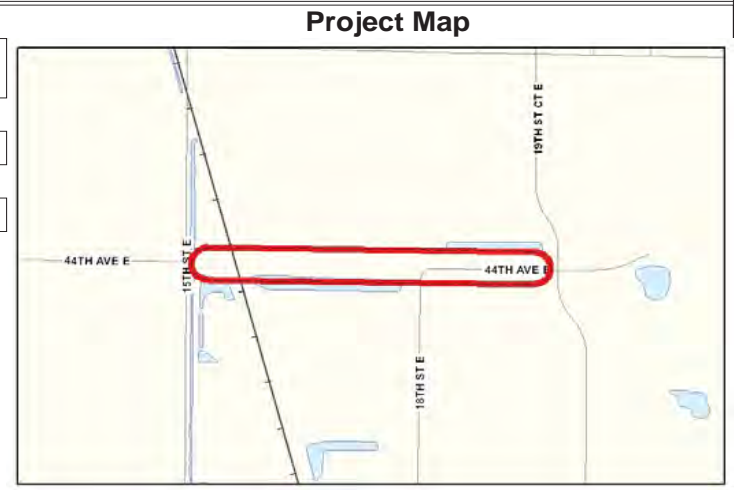 Project Map
19TH ST CT E
44TH AVE E
15TH ST E
44TH AVE E
18TH ST E